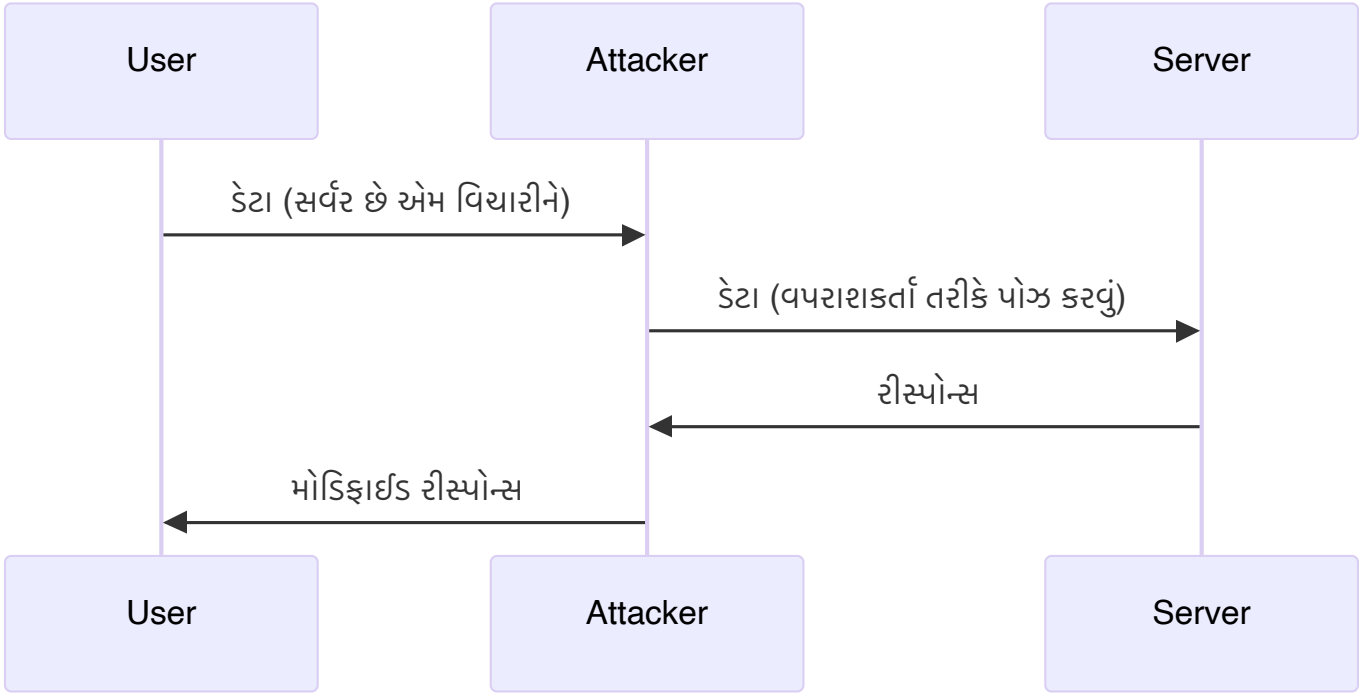 User
Attacker
Server
ડેટા (સર્વર છે એમ વિચારીને)
ડેટા (વપરાશકર્તા તરીકે પોઝ કરવું)
રીસ્પોન્સ
મોડિફાઈડ રીસ્પોન્સ
User
Attacker
Server